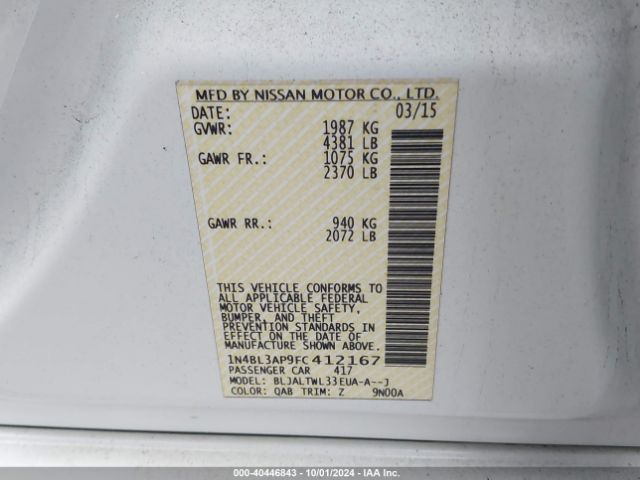 MFD BY NISSAN MOTOR CO., LTD.
DATE: 03/15
GVWR: 1987 KG
4381 LB
GAWR FR.: 1075 KG
2370 LB
GAWR RR.: 940 KG
2072 LB
THIS VEHICLE CONFORMS TO
ALL APPLICABLE FEDERAL
MOTOR VEHICLE SAFETY,
BUMPER, AND THEFT
PREVENTION STANDARDS IN
EFFECT ON THE DATE OF
MANUFACTURE SHOWN ABOVE.
1N4BL3AP9FC412167
PASSENGER CAR 417
MODEL: BLJALTWL33EUA-A--J
COLOR: QAB TRIM: Z 9N00A
000-40446843 - 10/01/2024 - IAA Inc.